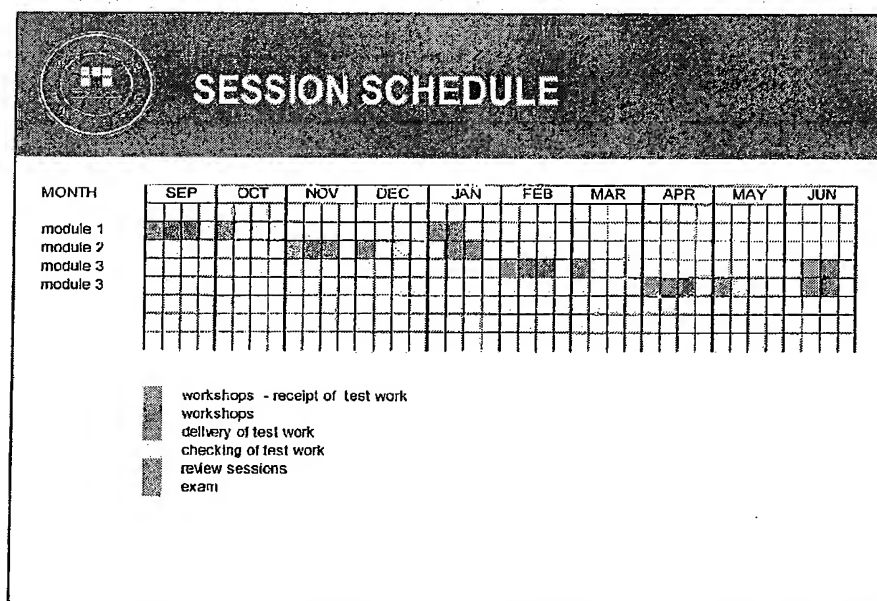 SESSION SCHEDULE
MONTH SEP OCT NOV DEC JAN FEB MAR APR MAY JUN
module 1
module 2
module 3
module 3
workshops - receipt of test work
workshops
delivery of test work
checking of test work
review sessions
exam